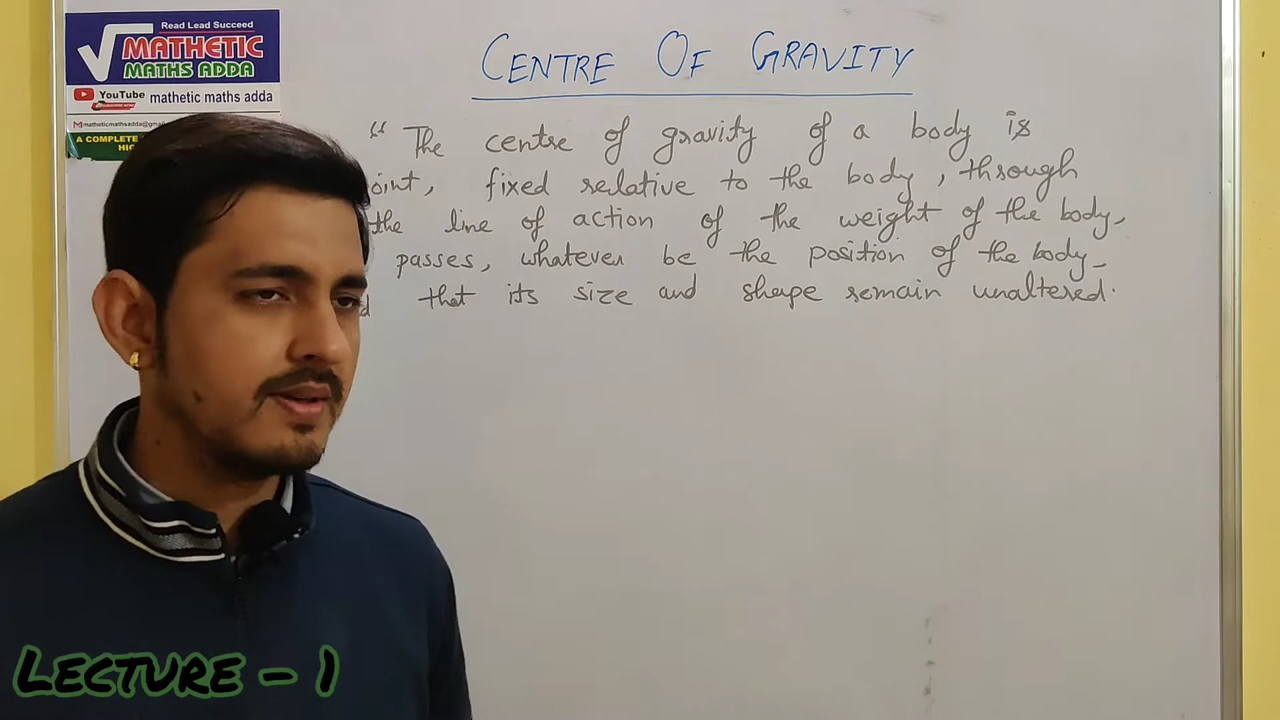 Read Lead Succeed
MATHETIC
MATHS ADDA
YouTube mathetic maths adda
A COMPLETE
CENTRE OF GRAVITY
“ The centre of gravity of a body is
oint, fixed relative to the body, through
the line of action of the weight of the body,
passes, whatever be the position of the body
that its size and shape remain unaltered.
LECTURE - 1